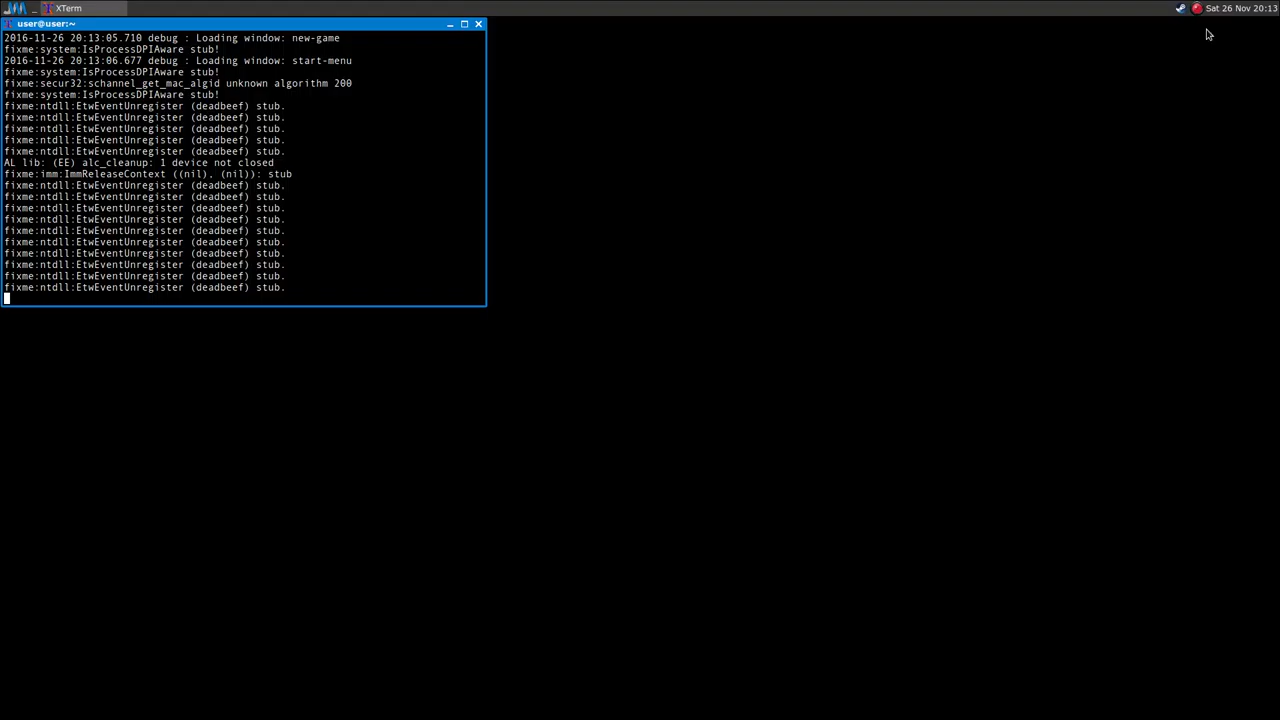 _ XTerm Sat 26 Nov 20:13
user@user:~
2016-11-26 20:13:05.710 debug : Loading window: new-game
fixme:system:IsProcessDPIAware stub!
2016-11-26 20:13:06.677 debug : Loading window: start-menu
fixme:system:IsProcessDPIAware stub!
fixme:secur32:schannel_get_mac_algid unknown algorithm 200
fixme:system:IsProcessDPIAware stub!
fixme:ntdll:EtwEventUnregister (deadbeef) stub.
fixme:ntdll:EtwEventUnregister (deadbeef) stub.
fixme:ntdll:EtwEventUnregister (deadbeef) stub.
fixme:ntdll:EtwEventUnregister (deadbeef) stub.
fixme:ntdll:EtwEventUnregister (deadbeef) stub.
AL lib: (EE) alc_cleanup: 1 device not closed
fixme:imm:ImmReleaseContext ((nil), (nil)): stub
fixme:ntdll:EtwEventUnregister (deadbeef) stub.
fixme:ntdll:EtwEventUnregister (deadbeef) stub.
fixme:ntdll:EtwEventUnregister (deadbeef) stub.
fixme:ntdll:EtwEventUnregister (deadbeef) stub.
fixme:ntdll:EtwEventUnregister (deadbeef) stub.
fixme:ntdll:EtwEventUnregister (deadbeef) stub.
fixme:ntdll:EtwEventUnregister (deadbeef) stub.
fixme:ntdll:EtwEventUnregister (deadbeef) stub.
fixme:ntdll:EtwEventUnregister (deadbeef) stub.
fixme:ntdll:EtwEventUnregister (deadbeef) stub.